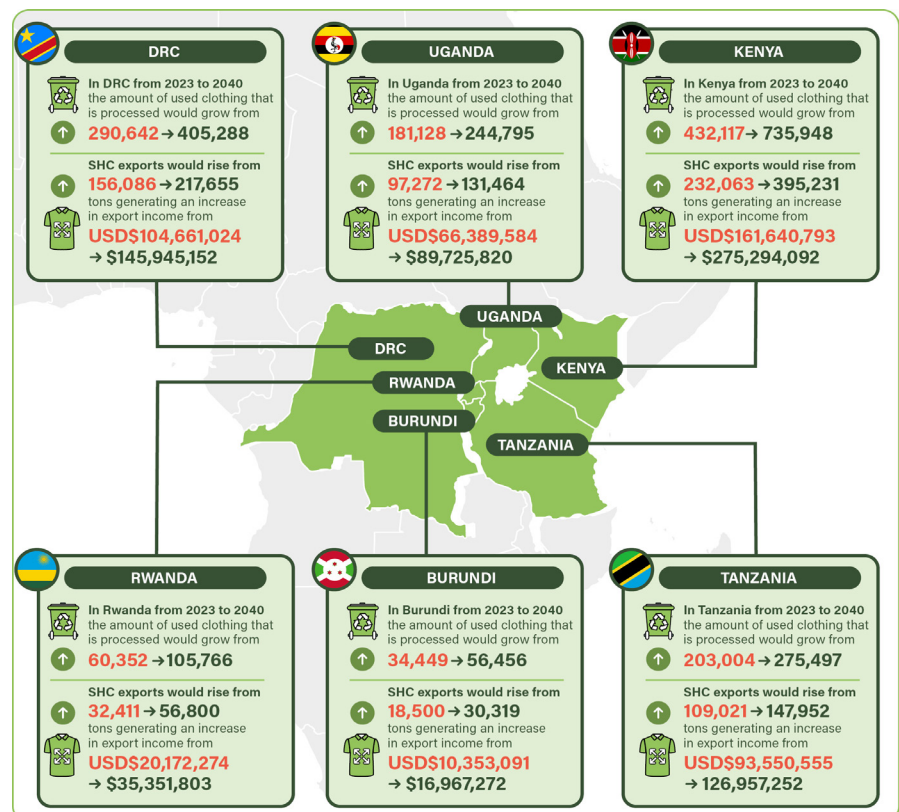 DRC
In DRC from 2023 to 2040
the amount of used clothing that
is processed would grow from
290,642 → 405,288
SHC exports would rise from
156,086 → 217,655
tons generating an increase
in export income from
USD$104,661,024
→ $145,945,152
UGANDA
In Uganda from 2023 to 2040
the amount of used clothing that
is processed would grow from
181,128 → 244,795
SHC exports would rise from
97,272 → 131,464
tons generating an increase
in export income from
USD$66,389,584
→ $89,725,820
KENYA
In Kenya from 2023 to 2040
the amount of used clothing that
is processed would grow from
432,117 → 735,948
SHC exports would rise from
232,063 → 395,231
tons generating an increase
in export income from
USD$161,640,793
→ $275,294,092
UGANDA
DRC
KENYA
RWANDA
BURUNDI
TANZANIA
RWANDA
In Rwanda from 2023 to 2040
the amount of used clothing that
is processed would grow from
60,352 → 105,766
SHC exports would rise from
32,411 → 56,800
tons generating an increase
in export income from
USD$20,172,274
→ $35,351,803
BURUNDI
In Burundi from 2023 to 2040
the amount of used clothing that
is processed would grow from
34,449 → 56,456
SHC exports would rise from
18,500 → 30,319
tons generating an increase
in export income from
USD$10,353,091
→ $16,967,272
TANZANIA
In Tanzania from 2023 to 2040
the amount of used clothing that
is processed would grow from
203,004 → 275,497
SHC exports would rise from
109,021 → 147,952
tons generating an increase
in export income from
USD$93,550,555
→ 126,957,252